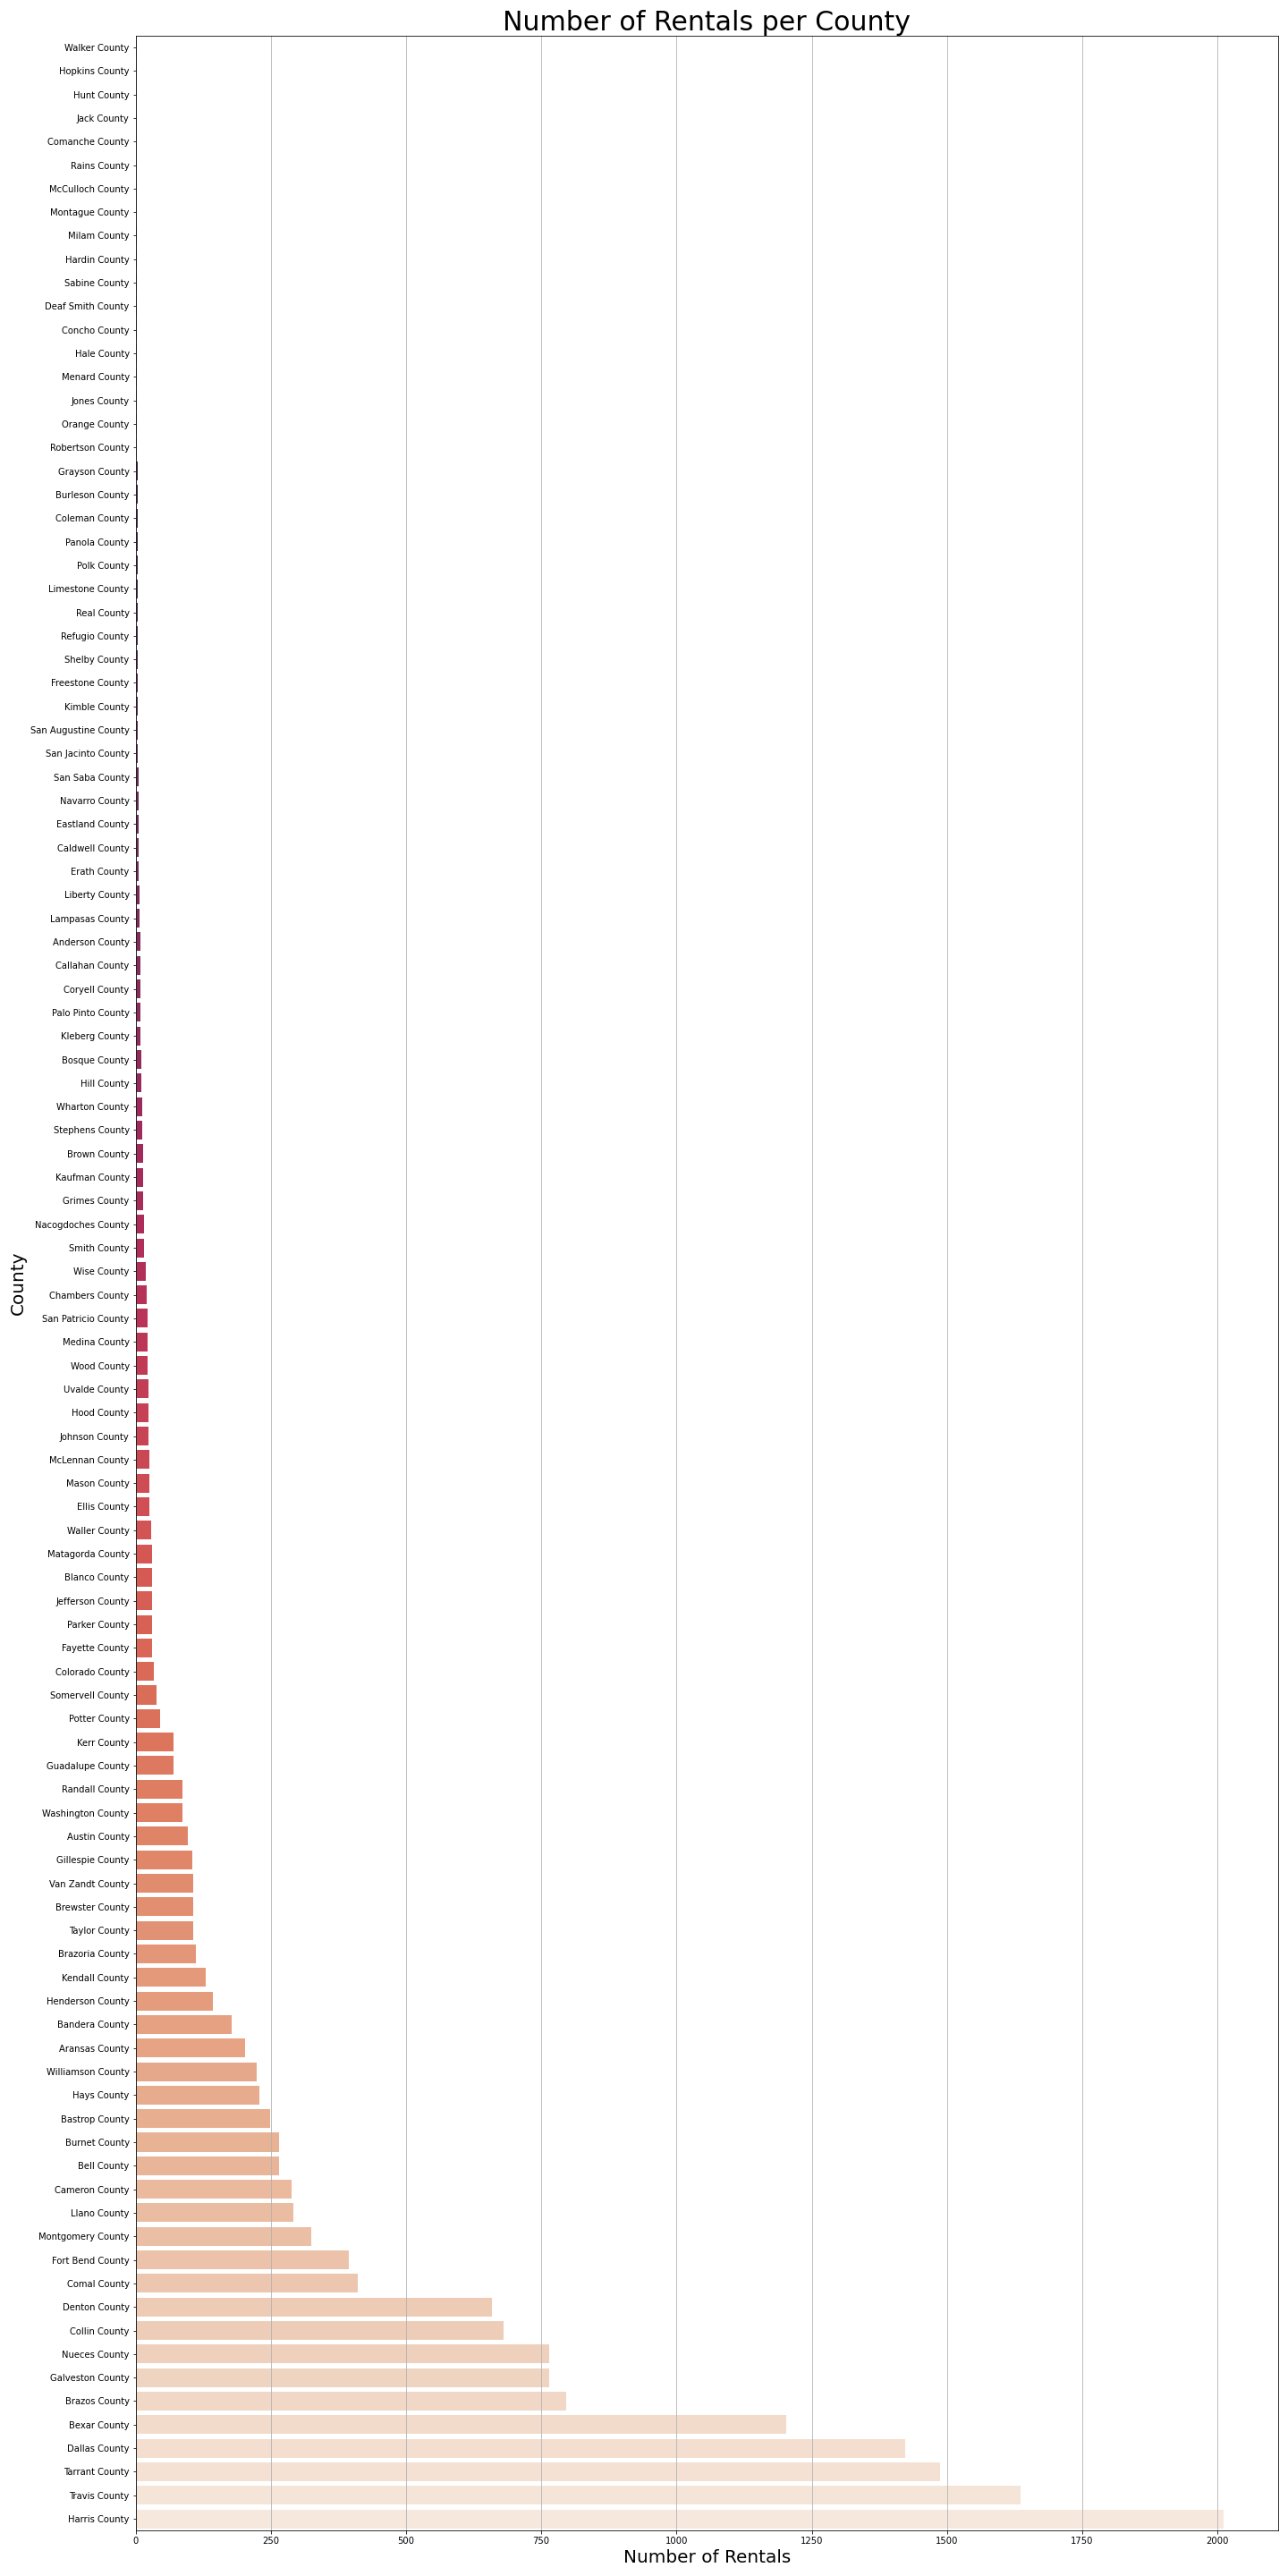 Number of Rentals per County
Walker County
Hopkins County
Hunt County
Jack County
Comanche County
Rains County
McCulloch County
Montague County
Milam County
Hardin County
Sabine County
Deaf Smith County
Concho County
Hale County
Menard County
Jones County
Orange County
Robertson County
Grayson County
Burleson County
Coleman County
Panola County
Polk County
Limestone County
Real County
Refugio County
Shelby County
Freestone County
Kimble County
San Augustine County
San Jacinto County
San Saba County
Navarro County
Eastland County
Caldwell County
Erath County
Liberty County
Lampasas County
Anderson County
Callahan County
Coryell County
Palo Pinto County
Kleberg County
Bosque County
Hill County
Wharton County
Stephens County
Brown County
Kaufman County
Grimes County
Nacogdoches County
Smith County
Wise County
Chambers County
San Patricio County
Medina County
Wood County
Uvalde County
Hood County
Johnson County
McLennan County
Mason County
Ellis County
Waller County
Matagorda County
Blanco County
Jefferson County
Parker County
Fayette County
Colorado County
Somervell County
Potter County
Kerr County
Guadalupe County
Randall County
Washington County
Austin County
Gillespie County
Van Zandt County
Brewster County
Taylor County
Brazoria County
Kendall County
Henderson County
Bandera County
Aransas County
Williamson County
Hays County
Bastrop County
Burnet County
Bell County
Cameron County
Llano County
Montgomery County
Fort Bend County
Comal County
Denton County
Collin County
Nueces County
Galveston County
Brazos County
Bexar County
Dallas County
Tarrant County
Travis County
Harris County
County
0 250 500 750 1000 1250 1500 1750 2000
Number of Rentals